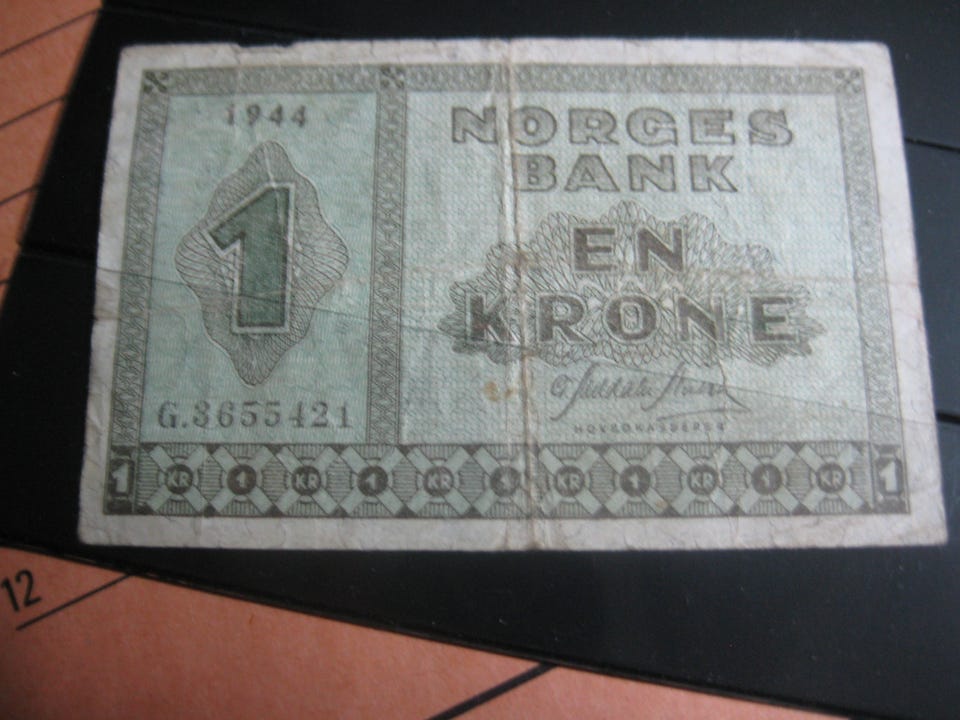 1944
1
G.3655421
NORGES
BANK
EN
KRONE
HOVEDKASSERER
1 KR 1 KR 1 KR 1 KR 1 KR 1 KR 1
12